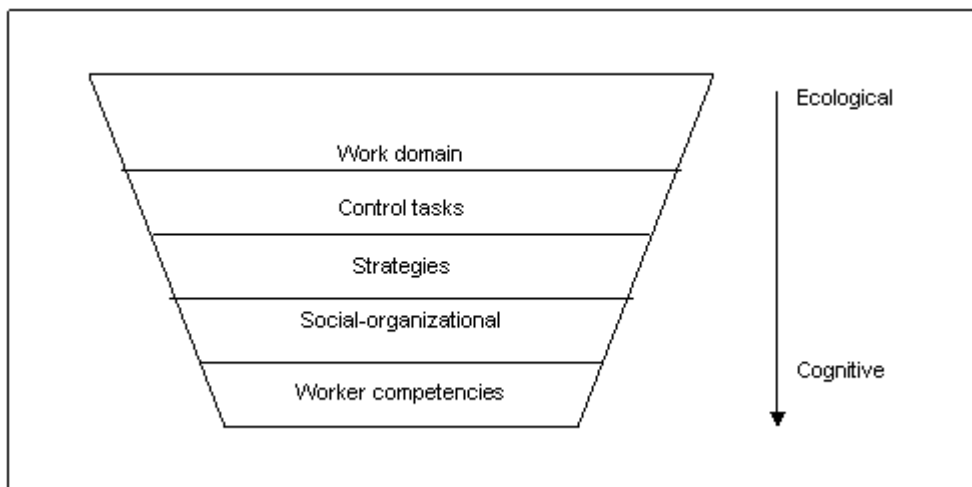 Ecological
Work domain
Control tasks
Strategies
Social-organizational
Cognitive
Worker competencies